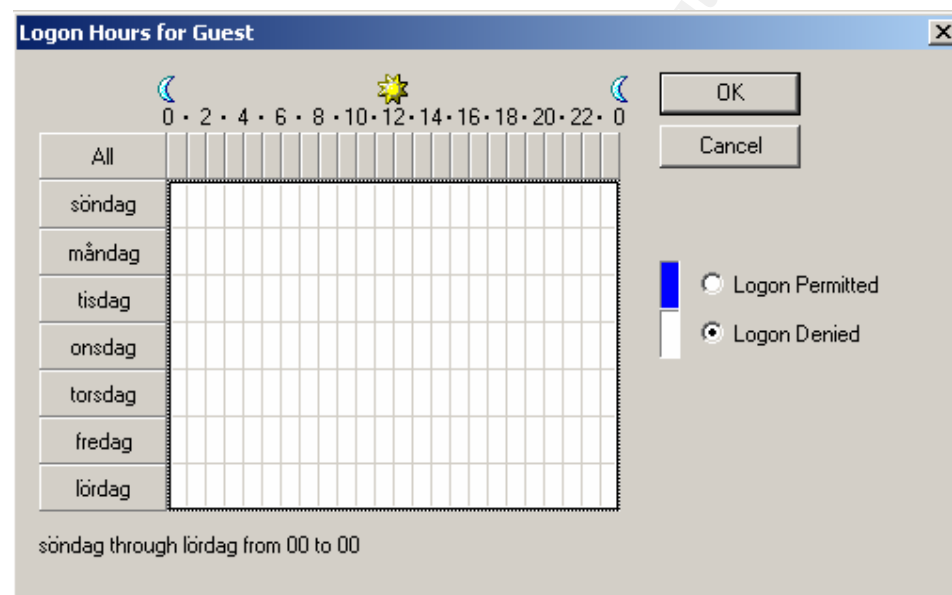 Logon Hours for Guest
0 · 2 · 4 · 6 · 8 · 10 · 12 · 14 · 16 · 18 · 20 · 22 · 0
OK
Cancel
All
söndag
måndag
tisdag
onsdag
torsdag
fredag
lördag
Logon Permitted
Logon Denied
söndag through lördag from 00 to 00